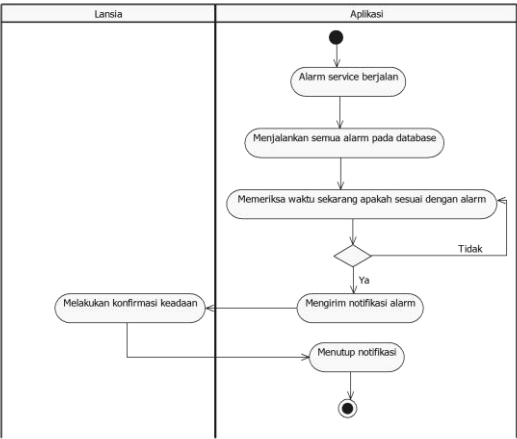 Lansia
Aplikasi
Alarm service berjalan
Menjalankan semua alarm pada database
Memeriksa waktu sekarang apakah sesuai dengan alarm
Tidak
Ya
Melakukan konfirmasi keadaan
Mengirim notifikasi alarm
Menutup notifikasi